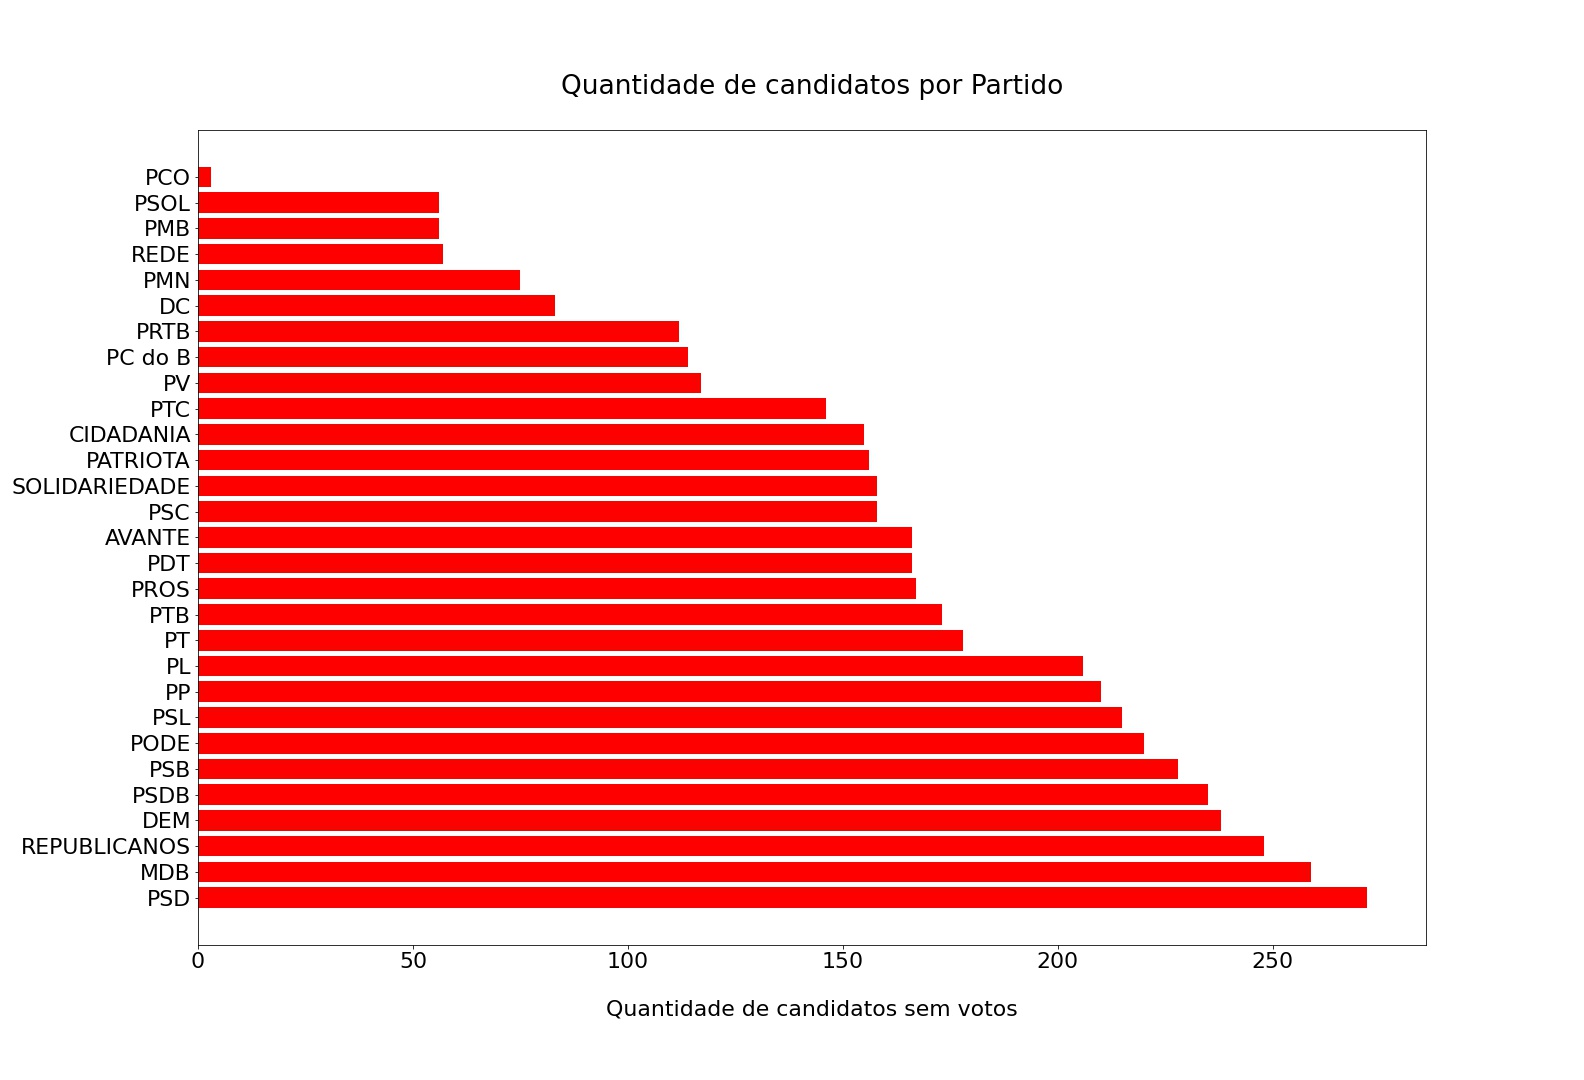 Quantidade de candidatos por Partido
PCO
PSOL
PMB
REDE
PMN
DC
PRTB
PC do B
PV
PTC
CIDADANIA
PATRIOTA
SOLIDARIEDADE
PSC
AVANTE
PDT
PROS
PTB
PT
PL
PP
PSL
PODE
PSB
PSDB
DEM
REPUBLICANOS
MDB
PSD
0 50 100 150 200 250
Quantidade de candidatos sem votos